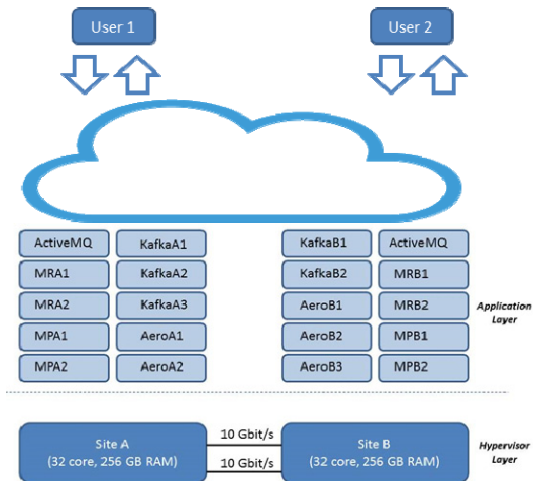 User 1
User 2
ActiveMQ KafkaA1 KafkaB1 ActiveMQ
MRA1 KafkaA2 KafkaB2 MRB1
MRA2 KafkaA3 AeroB1 MRB2
MPA1 AeroA1 AeroB2 MPB1
MPA2 AeroA2 AeroB3 MPB2
Application
Layer
Site A
(32 core, 256 GB RAM)
10 Gbit/s
10 Gbit/s
Site B
(32 core, 256 GB RAM)
Hypervisor
Layer